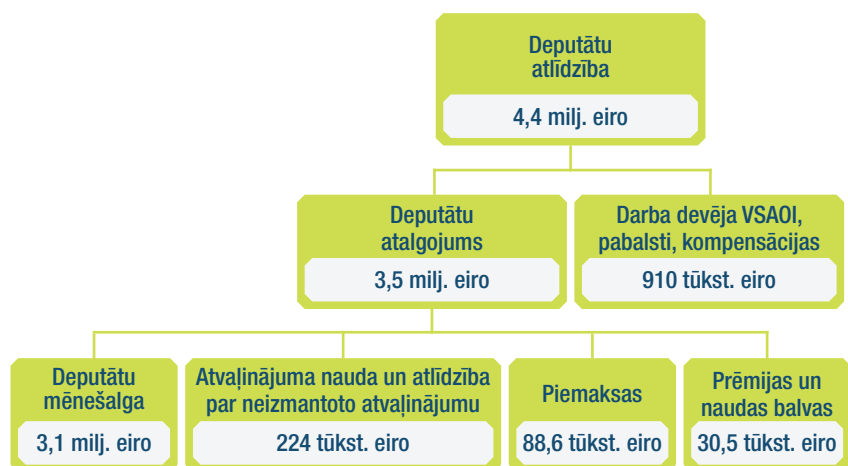 Deputātu
atlīdzība
4,4 milj. eiro
Deputātu
atalgojums
3,5 milj. eiro
Darba devēja VSAOI,
pabalsti, kompensācijas
910 tūkst. eiro
Deputātu
mēnešalga
3,1 milj. eiro
Atvaļinājuma nauda un atlīdzība
par neizmantoto atvaļinājumu
224 tūkst. eiro
Piemaksas
88,6 tūkst. eiro
Prēmijas un
naudas balvas
30,5 tūkst. eiro